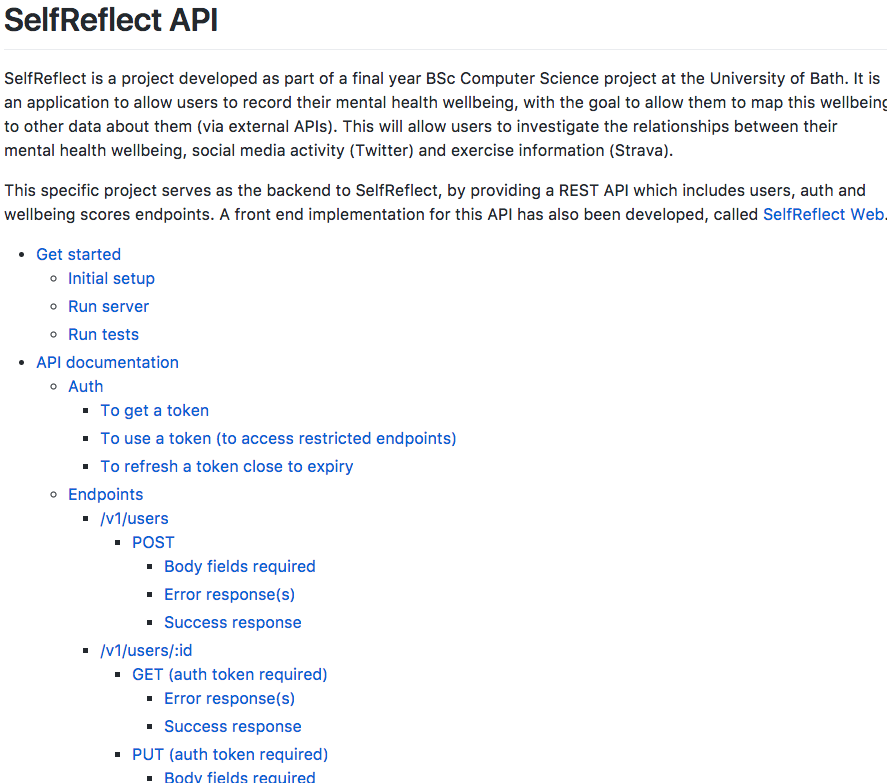 SelfReflect API
SelfReflect is a project developed as part of a final year BSc Computer Science project at the University of Bath. It is
an application to allow users to record their mental health wellbeing, with the goal to allow them to map this wellbeing
to other data about them (via external APIs). This will allow users to investigate the relationships between their
mental health wellbeing, social media activity (Twitter) and exercise information (Strava).
This specific project serves as the backend to SelfReflect, by providing a REST API which includes users, auth and
wellbeing scores endpoints. A front end implementation for this API has also been developed, called SelfReflect Web.
• Get started
◦ Initial setup
◦ Run server
◦ Run tests
• API documentation
◦ Auth
▪ To get a token
▪ To use a token (to access restricted endpoints)
▪ To refresh a token close to expiry
◦ Endpoints
▪ /v1/users
▪ POST
▪ Body fields required
▪ Error response(s)
▪ Success response
▪ /v1/users/:id
▪ GET (auth token required)
▪ Error response(s)
▪ Success response
▪ PUT (auth token required)
▪ Body fields required